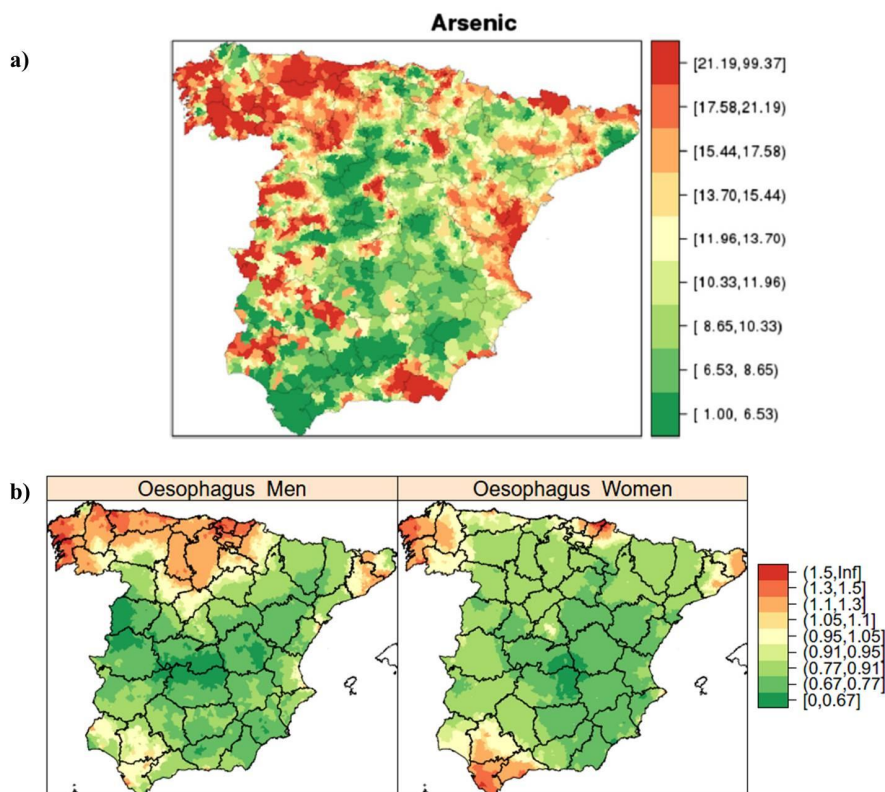 Arsenic
a)
[21.19,99.37]
[17.58,21.19)
[15.44,17.58)
[13.70,15.44)
[11.96,13.70)
[10.33,11.96)
[ 8.65,10.33)
[ 6.53, 8.65)
[ 1.00, 6.53)
b)
Oesophagus Men
Oesophagus Women
(1.5,Inf]
(1.3,1.5]
(1.1,1.3]
(1.05,1.1]
(0.95,1.05]
(0.91,0.95]
(0.77,0.91]
(0.67,0.77]
[0,0.67]